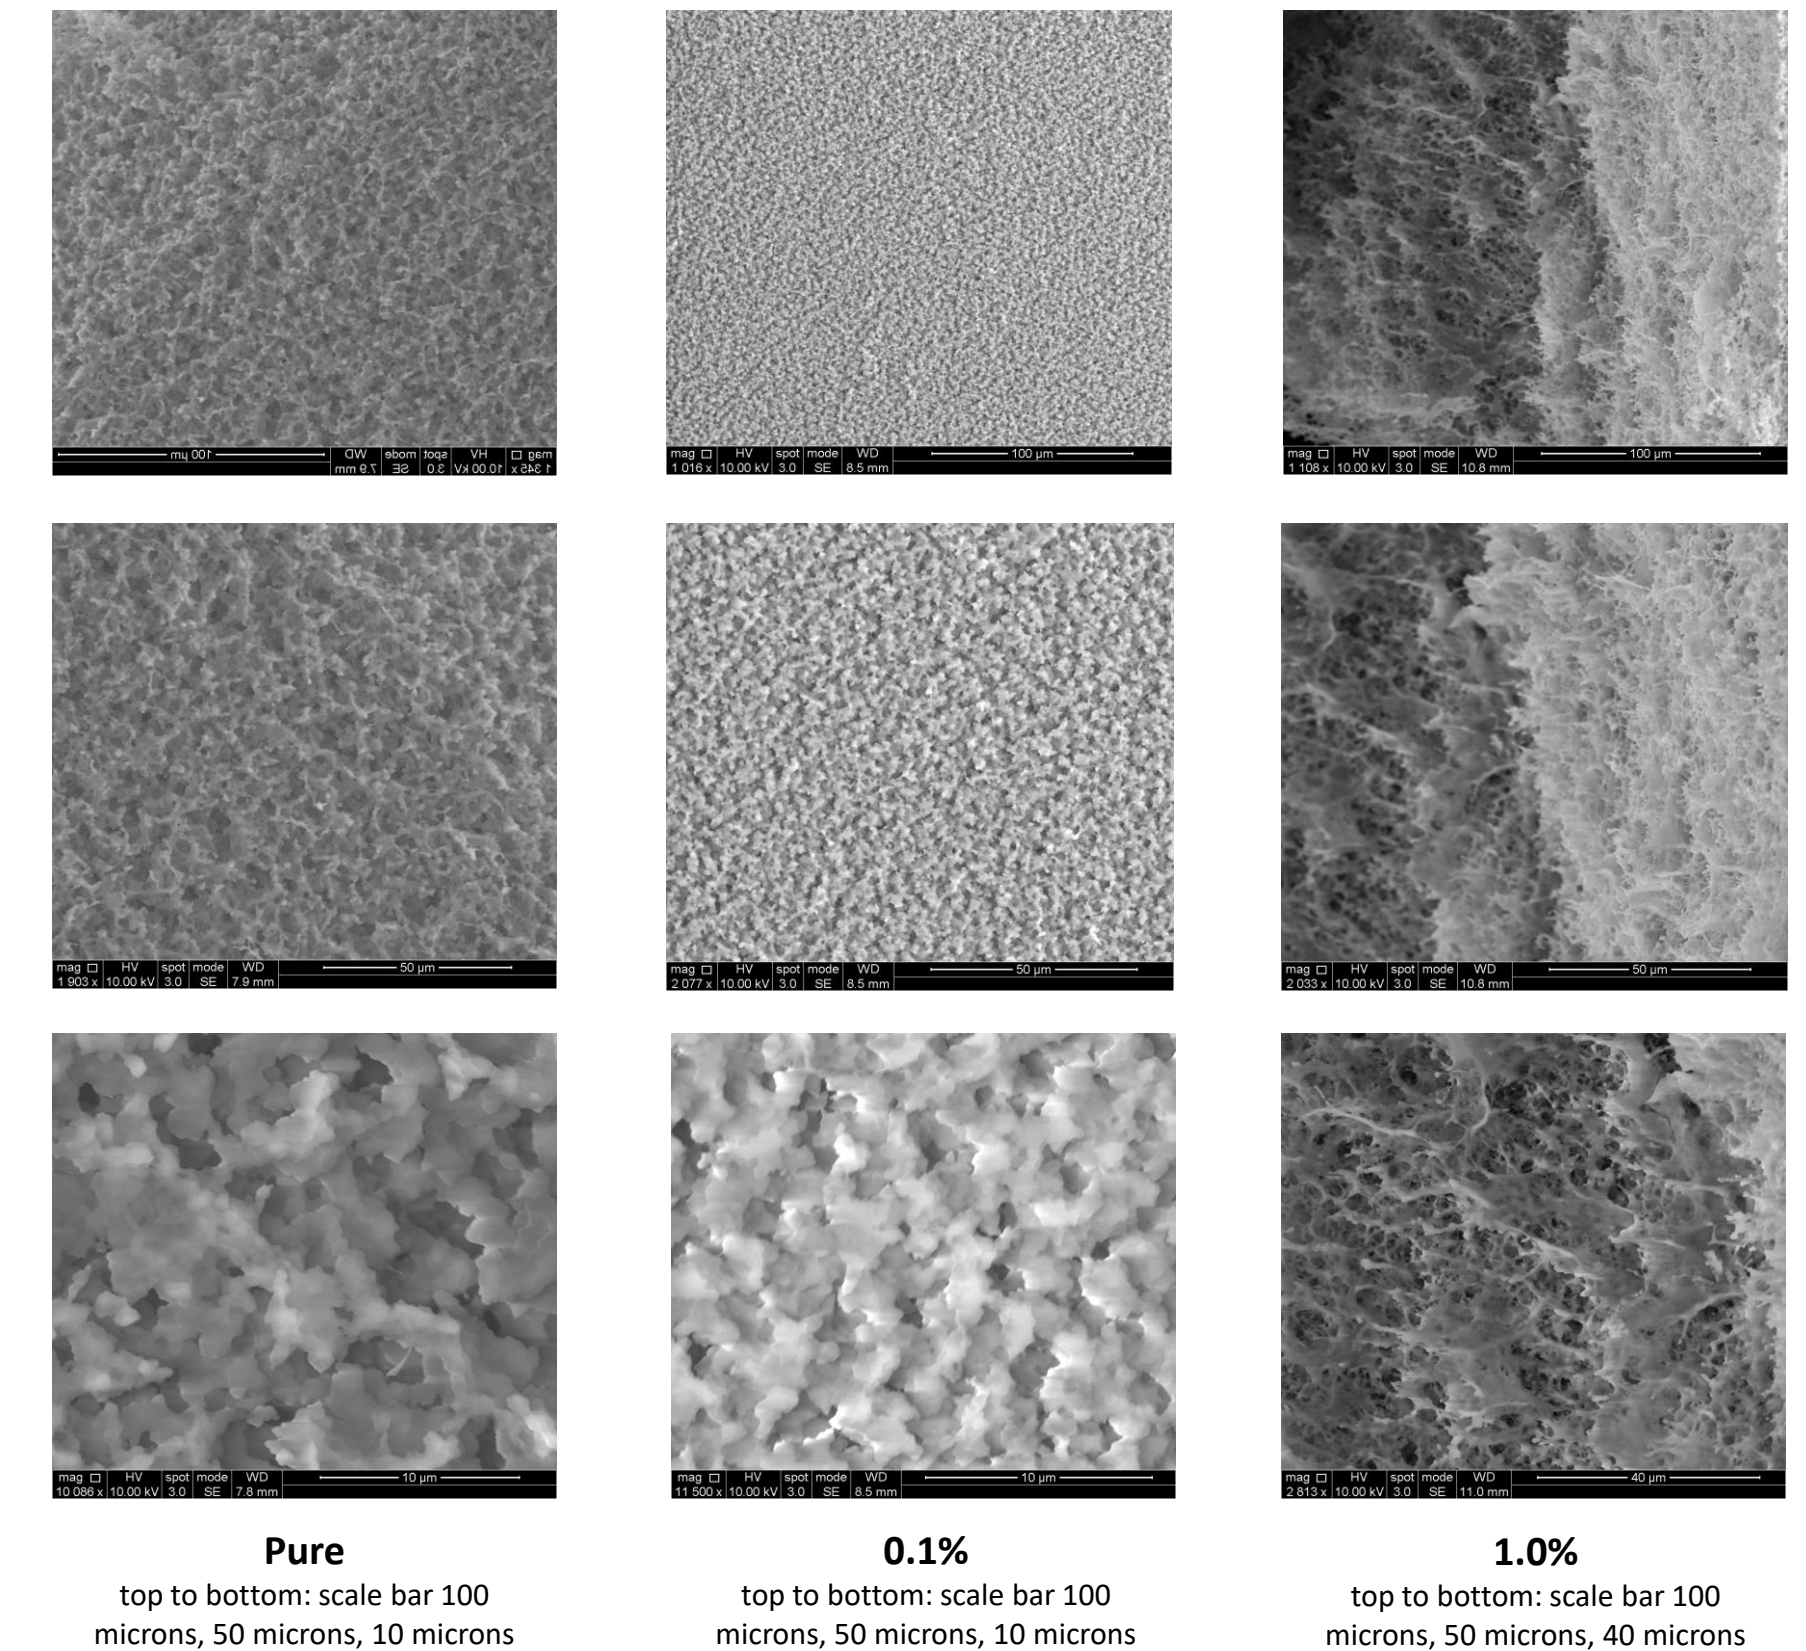 100 µm WD mode spot HV mag
7.9 mm SE 3.0 10.00 kV 1 345 x
mag HV spot mode WD 100 µm
1 016 x 10.00 kV 3.0 SE 8.5 mm
mag HV spot mode WD 100 µm
1 108 x 10.00 kV 3.0 SE 10.8 mm
mag HV spot mode WD 50 µm
1 903 x 10.00 kV 3.0 SE 7.9 mm
mag HV spot mode WD 50 µm
2 077 x 10.00 kV 3.0 SE 8.5 mm
mag HV spot mode WD 50 µm
2 033 x 10.00 kV 3.0 SE 10.8 mm
mag HV spot mode WD 10 µm
10 086 x 10.00 kV 3.0 SE 7.8 mm
mag HV spot mode WD 10 µm
11 500 x 10.00 kV 3.0 SE 8.5 mm
mag HV spot mode WD 40 µm
2 813 x 10.00 kV 3.0 SE 11.0 mm
Pure
top to bottom: scale bar 100
microns, 50 microns, 10 microns
0.1%
top to bottom: scale bar 100
microns, 50 microns, 10 microns
1.0%
top to bottom: scale bar 100
microns, 50 microns, 40 microns